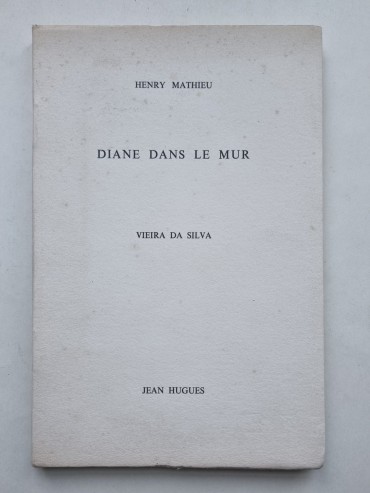 HENRY MATHIEU
DIANE DANS LE MUR
VIEIRA DA SILVA
JEAN HUGUES